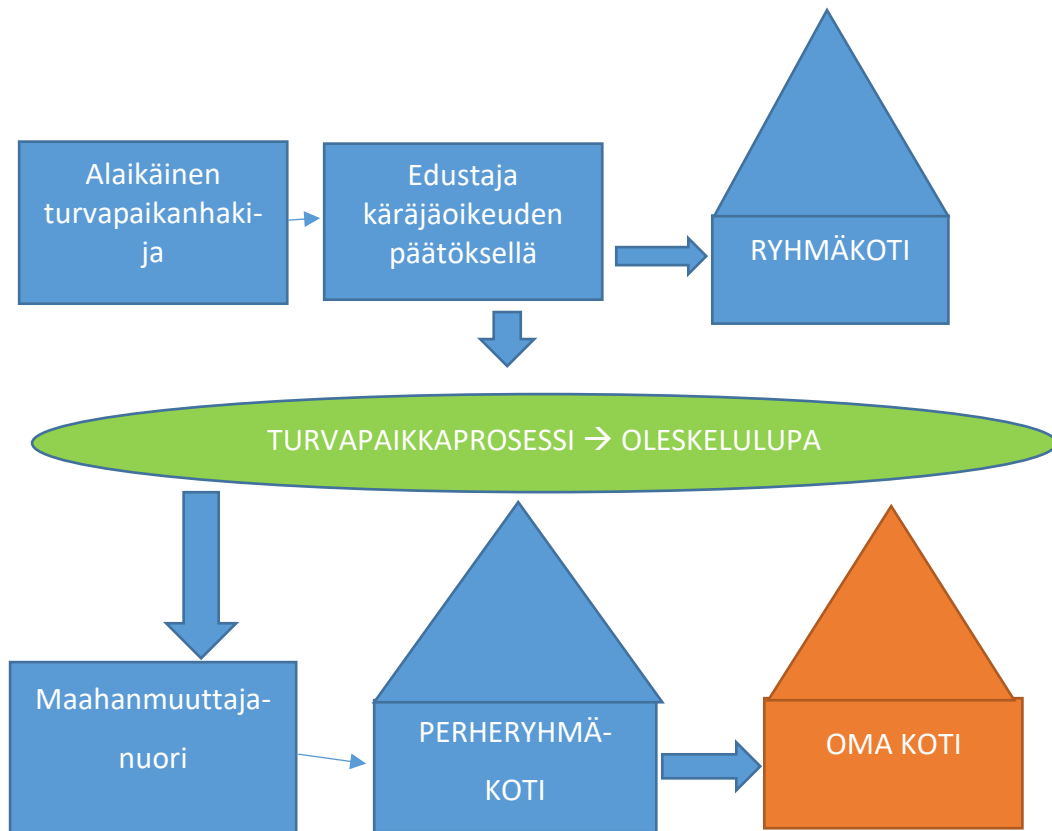 Alaikäinen
turvapaikanhaki-
ja
Edustaja
käräjäoikeuden
päätöksellä
RYHMÄKOTI
TURVAPAIKKAPROSESSI → OLESKELULUPA
Maahanmuuttaja-
nuori
PERHERYHMÄ-
KOTI
OMA KOTI